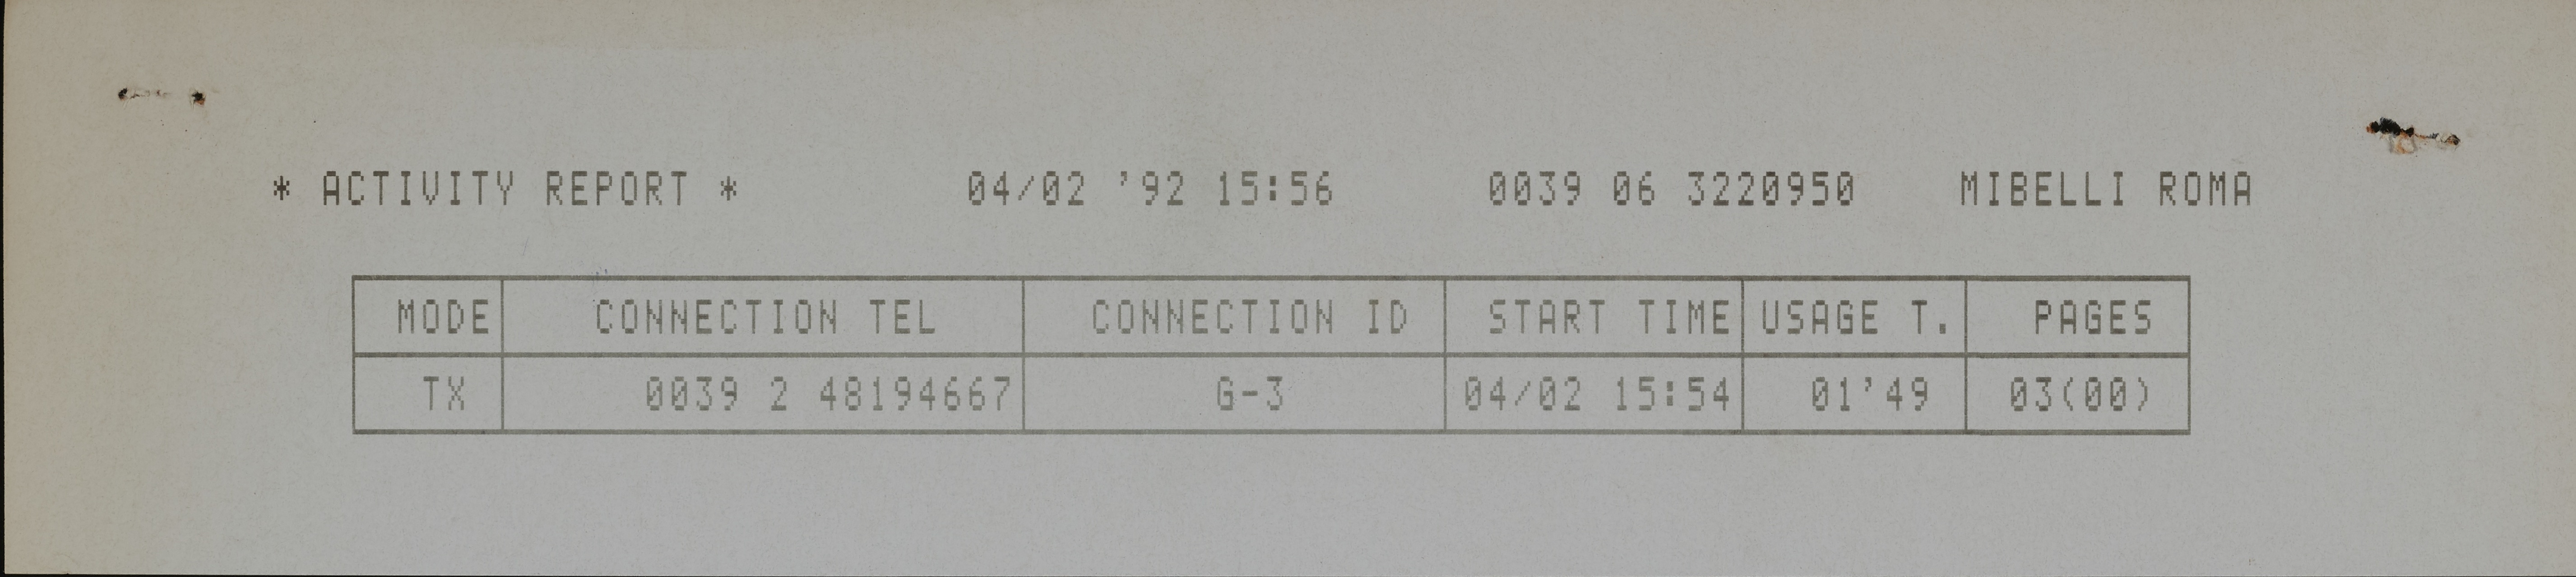 * ACTIVITY REPORT * 04/02 '92 15:56 0039 06 3220950 MIBELLI ROMA
MODE CONNECTION TEL CONNECTION ID START TIME USAGE T. PAGES
TX 0039 2 48194667 G-3 04/02 15:54 01'49 03(00)